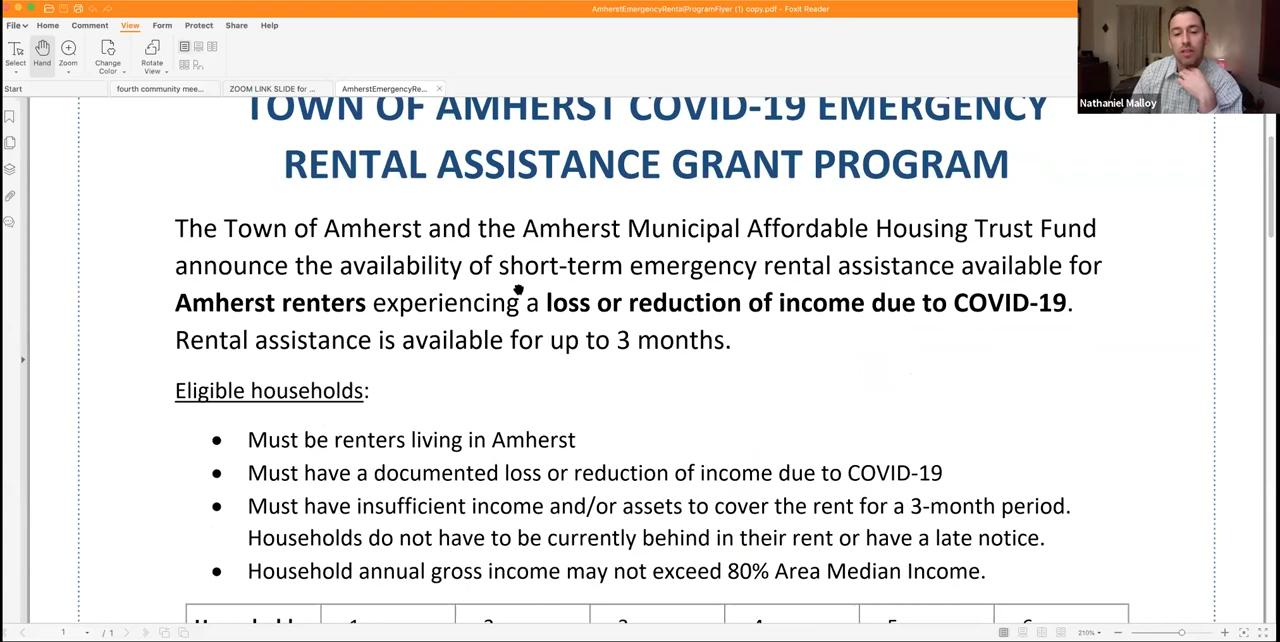 AmherstEmergencyRentalProgramFlyer (1) copy.pdf - Foxit Reader
File Home Comment View Form Protect Share Help
Select Hand Zoom Change Color Rotate View
Nathaniel Malloy
Start fourth community mee... ZOOM LINK SLIDE for ... AmherstEmergencyRe...
TOWN OF AMHERST COVID-19 EMERGENCY
RENTAL ASSISTANCE GRANT PROGRAM
The Town of Amherst and the Amherst Municipal Affordable Housing Trust Fund
announce the availability of short-term emergency rental assistance available for
Amherst renters experiencing a loss or reduction of income due to COVID-19.
Rental assistance is available for up to 3 months.
Eligible households:
• Must be renters living in Amherst
• Must have a documented loss or reduction of income due to COVID-19
• Must have insufficient income and/or assets to cover the rent for a 3-month period.
Households do not have to be currently behind in their rent or have a late notice.
• Household annual gross income may not exceed 80% Area Median Income.
1 / 1 210%